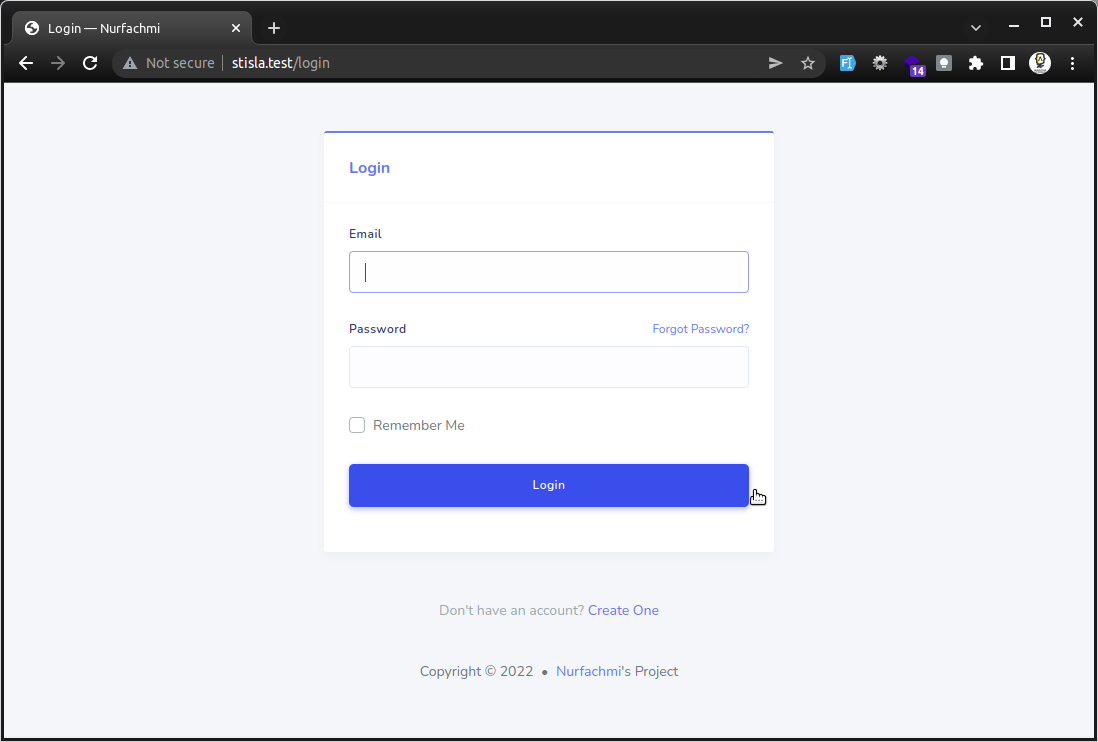 Login — Nurfachmi
Not secure
stisla.test/login
14
Login
Email
Password
Forgot Password?
Remember Me
Login
Don't have an account? Create One
Copyright © 2022 • Nurfachmi's Project